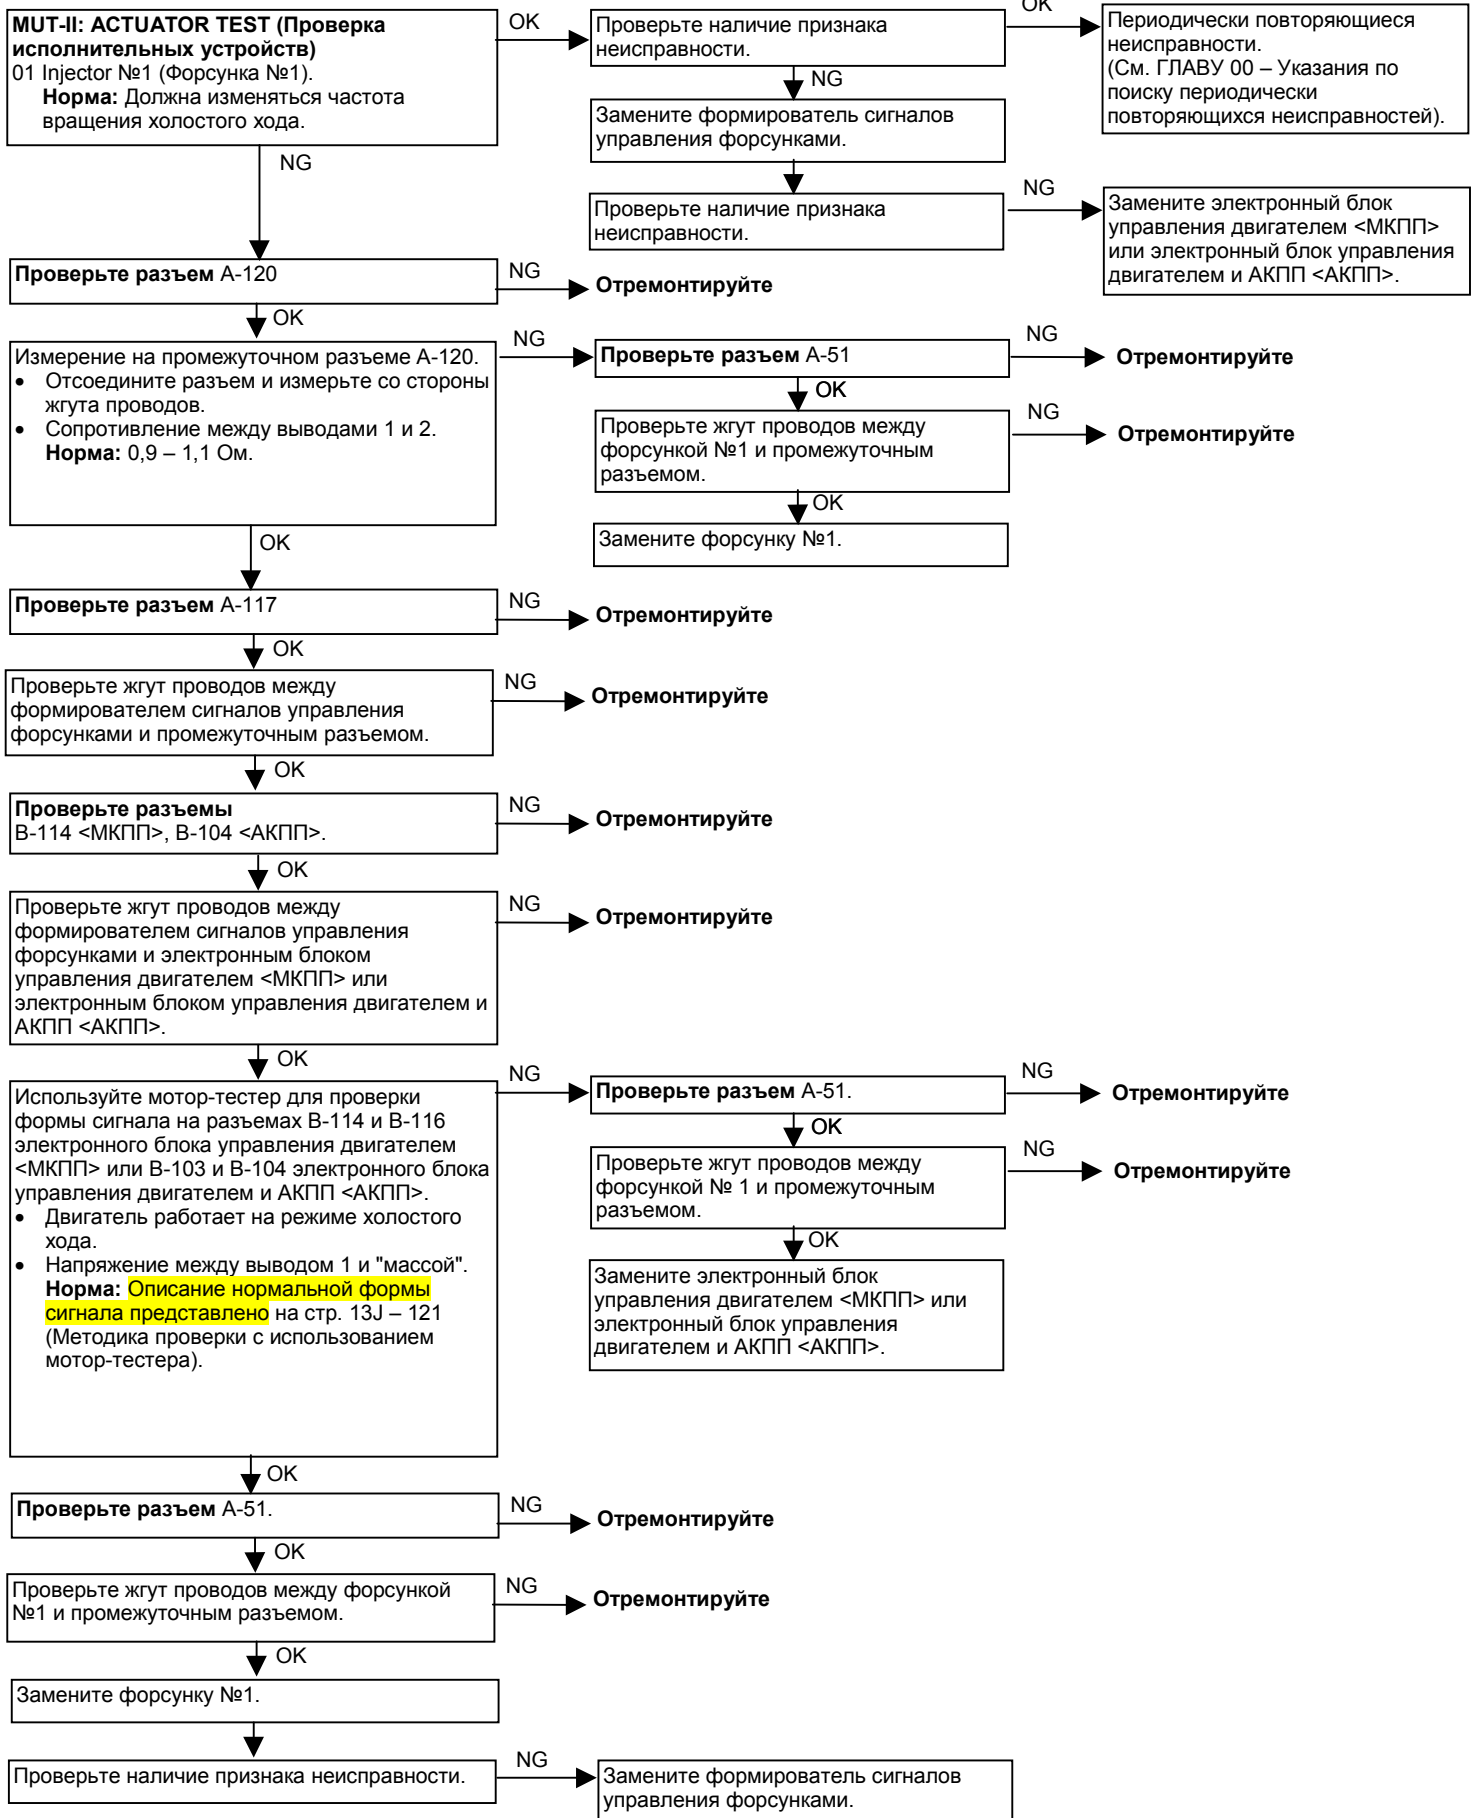 MUT-II: ACTUATOR TEST (Проверка
исполнительных устройств)
01 Injector №1 (Форсунка №1).
Норма: Должна изменяться частота
вращения холостого хода.
OK
Проверьте наличие признака
неисправности.
OK
Периодически повторяющиеся
неисправности.
(См. ГЛАВУ 00 – Указания по
поиску периодически
повторяющихся неисправностей).
NG
Замените формирователь сигналов
управления форсунками.
NG
Проверьте наличие признака
неисправности.
NG
Замените электронный блок
управления двигателем <МКПП>
или электронный блок управления
двигателем и АКПП <АКПП>.
Проверьте разъем А-120
NG
Отремонтируйте
OK
Измерение на промежуточном разъеме А-120.
• Отсоедините разъем и измерьте со стороны
жгута проводов.
• Сопротивление между выводами 1 и 2.
Норма: 0,9 – 1,1 Ом.
NG
Проверьте разъем А-51
NG
Отремонтируйте
OK
Проверьте жгут проводов между
форсункой №1 и промежуточным
разъемом.
NG
Отремонтируйте
OK
Замените форсунку №1.
OK
Проверьте разъем А-117
NG
Отремонтируйте
OK
Проверьте жгут проводов между
формирователем сигналов управления
форсунками и промежуточным разъемом.
NG
Отремонтируйте
OK
Проверьте разъемы
В-114 <МКПП>, В-104 <АКПП>.
NG
Отремонтируйте
OK
Проверьте жгут проводов между
формирователем сигналов управления
форсунками и электронным блоком
управления двигателем <МКПП> или
электронным блоком управления двигателем и
АКПП <АКПП>.
NG
Отремонтируйте
OK
Используйте мотор-тестер для проверки
формы сигнала на разъемах В-114 и В-116
электронного блока управления двигателем
<МКПП> или В-103 и В-104 электронного блока
управления двигателем и АКПП <АКПП>.
• Двигатель работает на режиме холостого
хода.
• Напряжение между выводом 1 и "массой".
Норма: Описание нормальной формы
сигнала представлено на стр. 13J – 121
(Методика проверки с использованием
мотор-тестера).
NG
Проверьте разъем А-51.
NG
Отремонтируйте
OK
Проверьте жгут проводов между
форсункой № 1 и промежуточным
разъемом.
NG
Отремонтируйте
OK
Замените электронный блок
управления двигателем <МКПП> или
электронный блок управления
двигателем и АКПП <АКПП>.
OK
Проверьте разъем А-51.
NG
Отремонтируйте
OK
Проверьте жгут проводов между форсункой
№1 и промежуточным разъемом.
NG
Отремонтируйте
OK
Замените форсунку №1.
Проверьте наличие признака неисправности.
NG
Замените формирователь сигналов
управления форсунками.